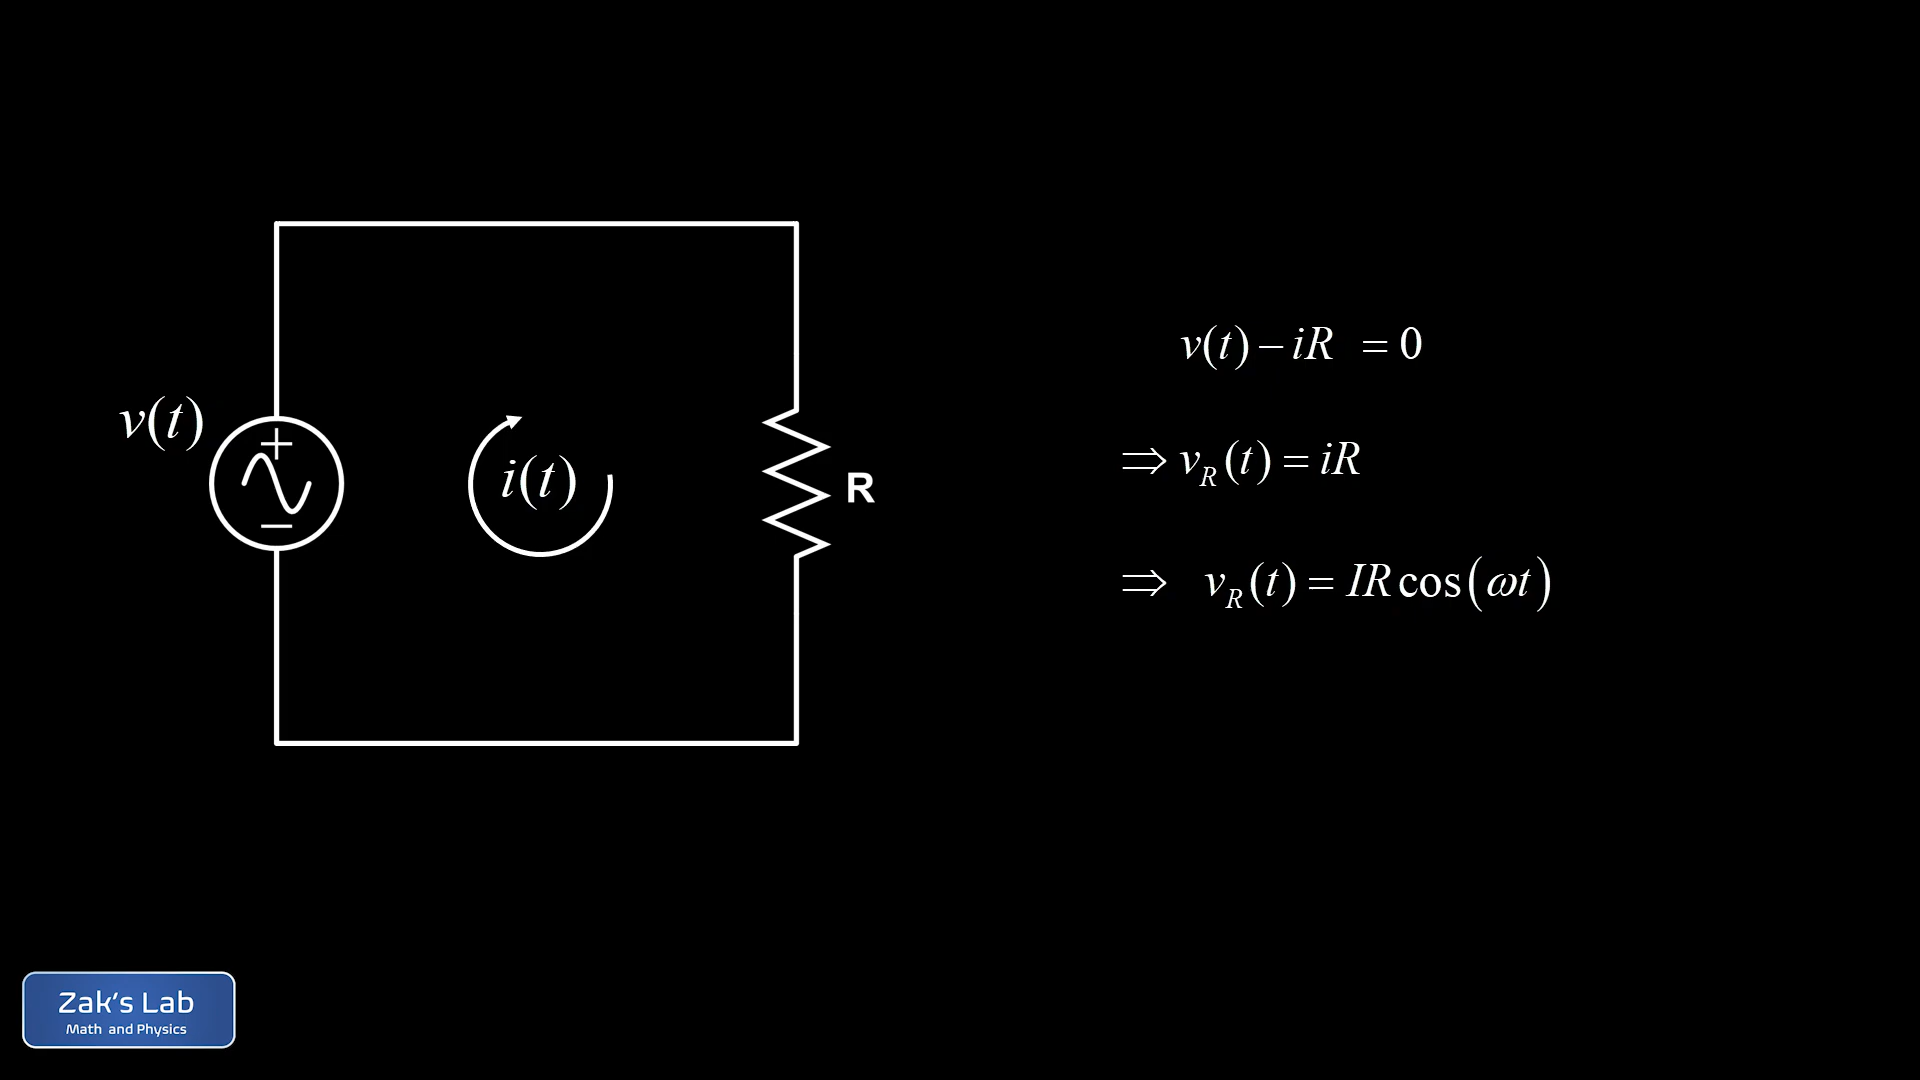 v(t) − iR = 0
v(t)
⇒ v_R(t) = iR
i(t)
R
⇒ v_R(t) = IR cos(ωt)
Zak's Lab
Math and Physics